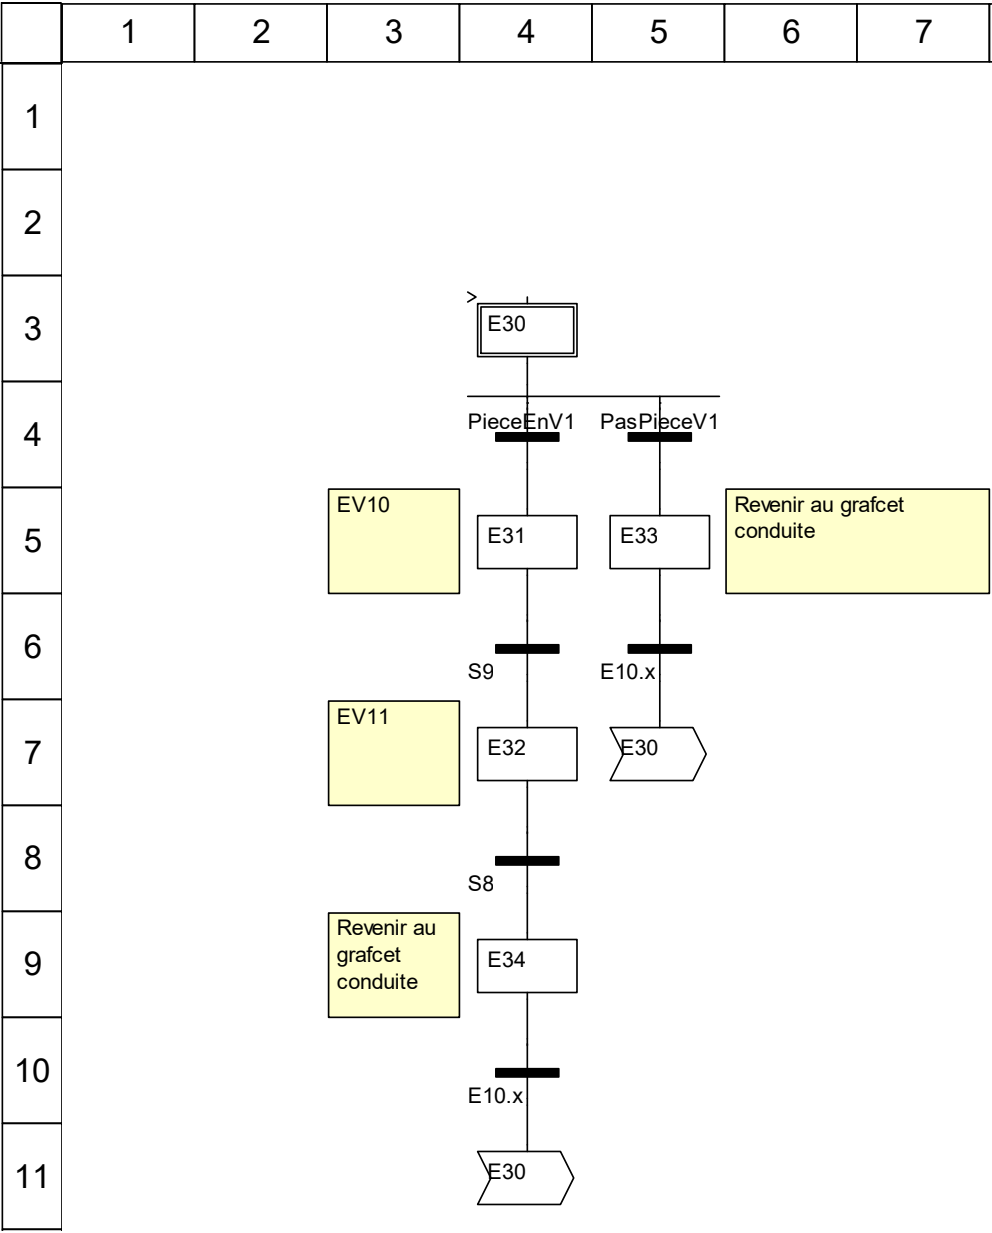 1 2 3 4 5 6 7
1
2
>
3 E30
4 PieceEnV1 PasPieceV1
EV10 Revenir au grafcet
5 E31 E33 conduite
6
S9 E10.x
EV11
7 E32 E30
8
S8
Revenir au
9 grafcet E34
conduite
10
E10.x
11 E30